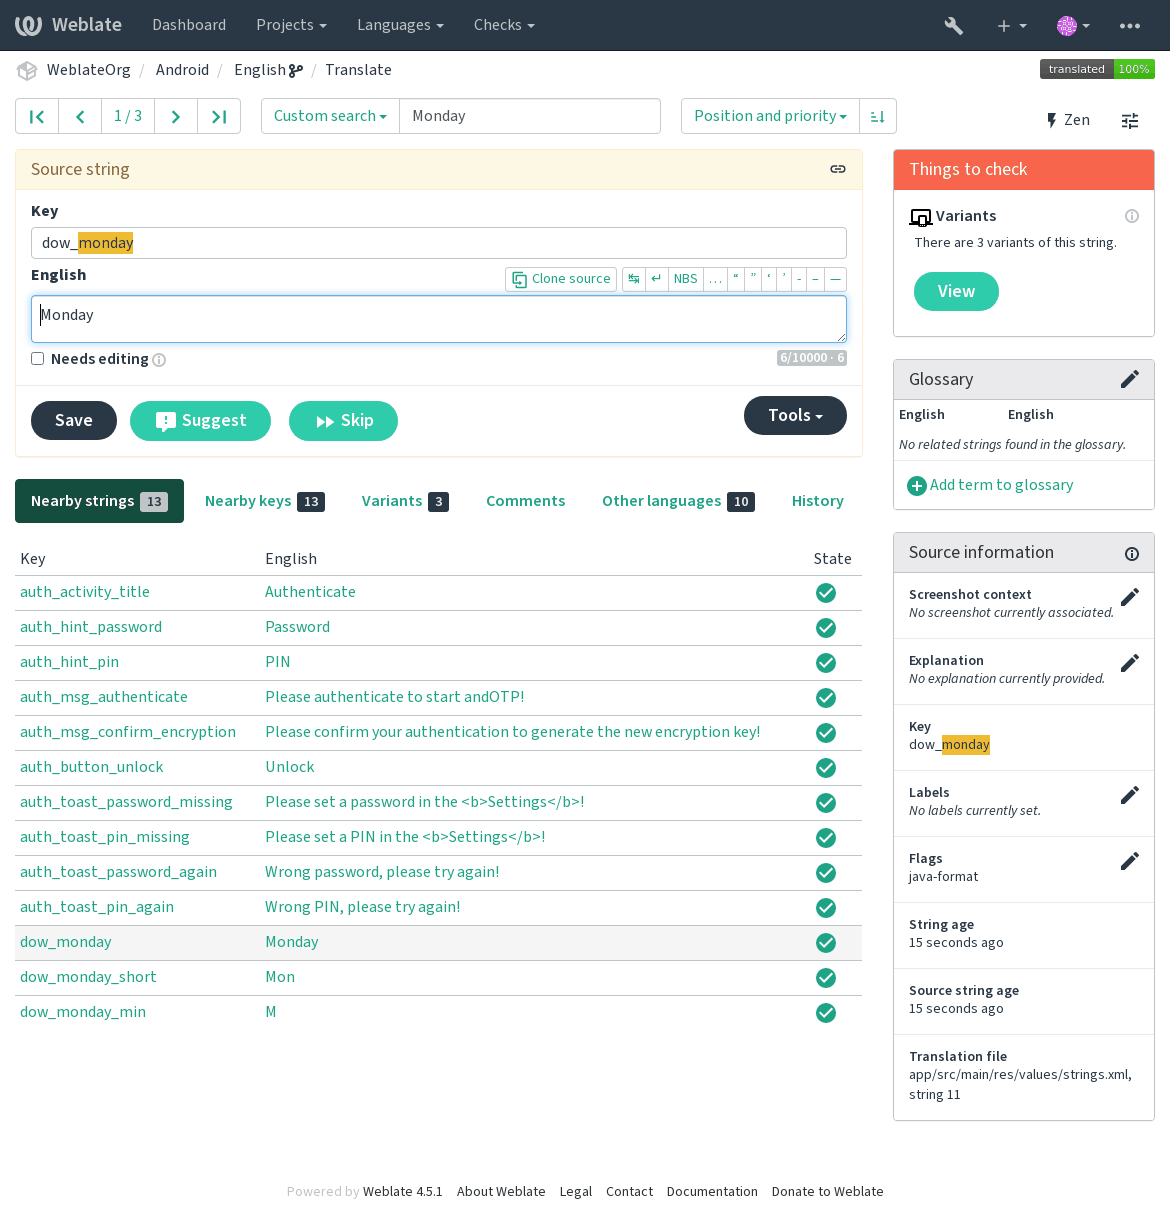 Weblate Dashboard Projects Languages Checks
WeblateOrg / Android / English / Translate translated 100%
1 / 3 Custom search Monday Position and priority Zen
Source string
Key
dow_monday
English Clone source ↹ ↵ NBS … “ ” ‘ ’ - – —
Monday
Needs editing 6/10000 · 6
Save Suggest Skip Tools
Things to check
Variants
There are 3 variants of this string.
View
Glossary
English English
No related strings found in the glossary.
Add term to glossary
Nearby strings 13 Nearby keys 13 Variants 3 Comments Other languages 10 History
Key English State
auth_activity_title Authenticate
auth_hint_password Password
auth_hint_pin PIN
auth_msg_authenticate Please authenticate to start andOTP!
auth_msg_confirm_encryption Please confirm your authentication to generate the new encryption key!
auth_button_unlock Unlock
auth_toast_password_missing Please set a password in the <b>Settings</b>!
auth_toast_pin_missing Please set a PIN in the <b>Settings</b>!
auth_toast_password_again Wrong password, please try again!
auth_toast_pin_again Wrong PIN, please try again!
dow_monday Monday
dow_monday_short Mon
dow_monday_min M
Source information
Screenshot context
No screenshot currently associated.
Explanation
No explanation currently provided.
Key
dow_monday
Labels
No labels currently set.
Flags
java-format
String age
15 seconds ago
Source string age
15 seconds ago
Translation file
app/src/main/res/values/strings.xml,
string 11
Powered by Weblate 4.5.1 About Weblate Legal Contact Documentation Donate to Weblate